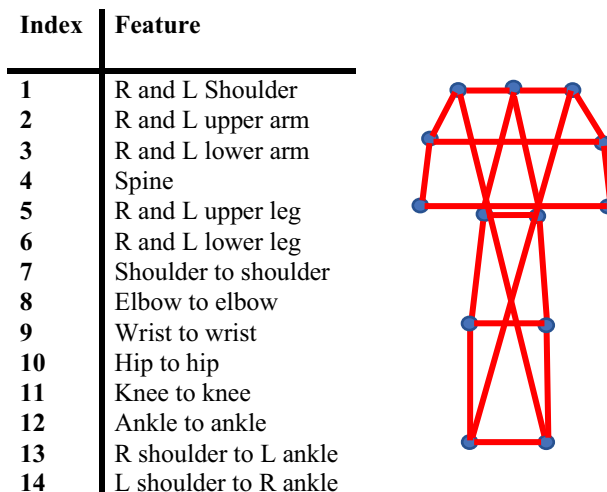 Index Feature
1 R and L Shoulder
2 R and L upper arm
3 R and L lower arm
4 Spine
5 R and L upper leg
6 R and L lower leg
7 Shoulder to shoulder
8 Elbow to elbow
9 Wrist to wrist
10 Hip to hip
11 Knee to knee
12 Ankle to ankle
13 R shoulder to L ankle
14 L shoulder to R ankle